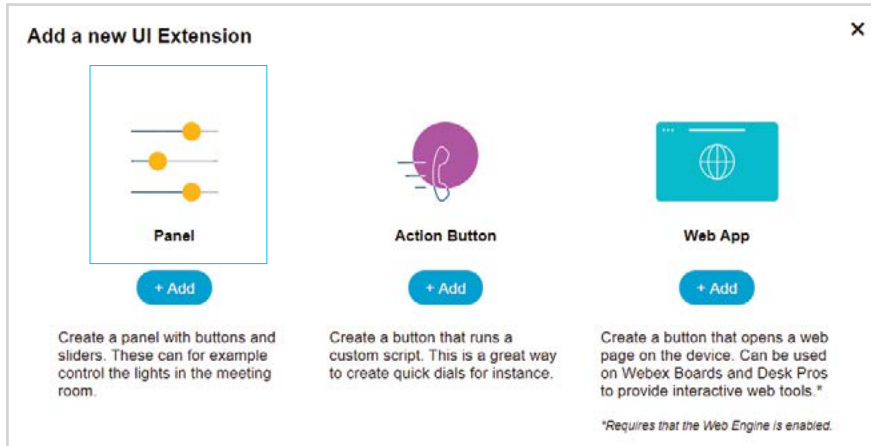 Add a new UI Extension
Panel
+ Add
Create a panel with buttons and
sliders. These can for example
control the lights in the meeting
room.
Action Button
+ Add
Create a button that runs a
custom script. This is a great way
to create quick dials for instance.
Web App
+ Add
Create a button that opens a web
page on the device. Can be used
on Webex Boards and Desk Pros
to provide interactive web tools.*
*Requires that the Web Engine is enabled.